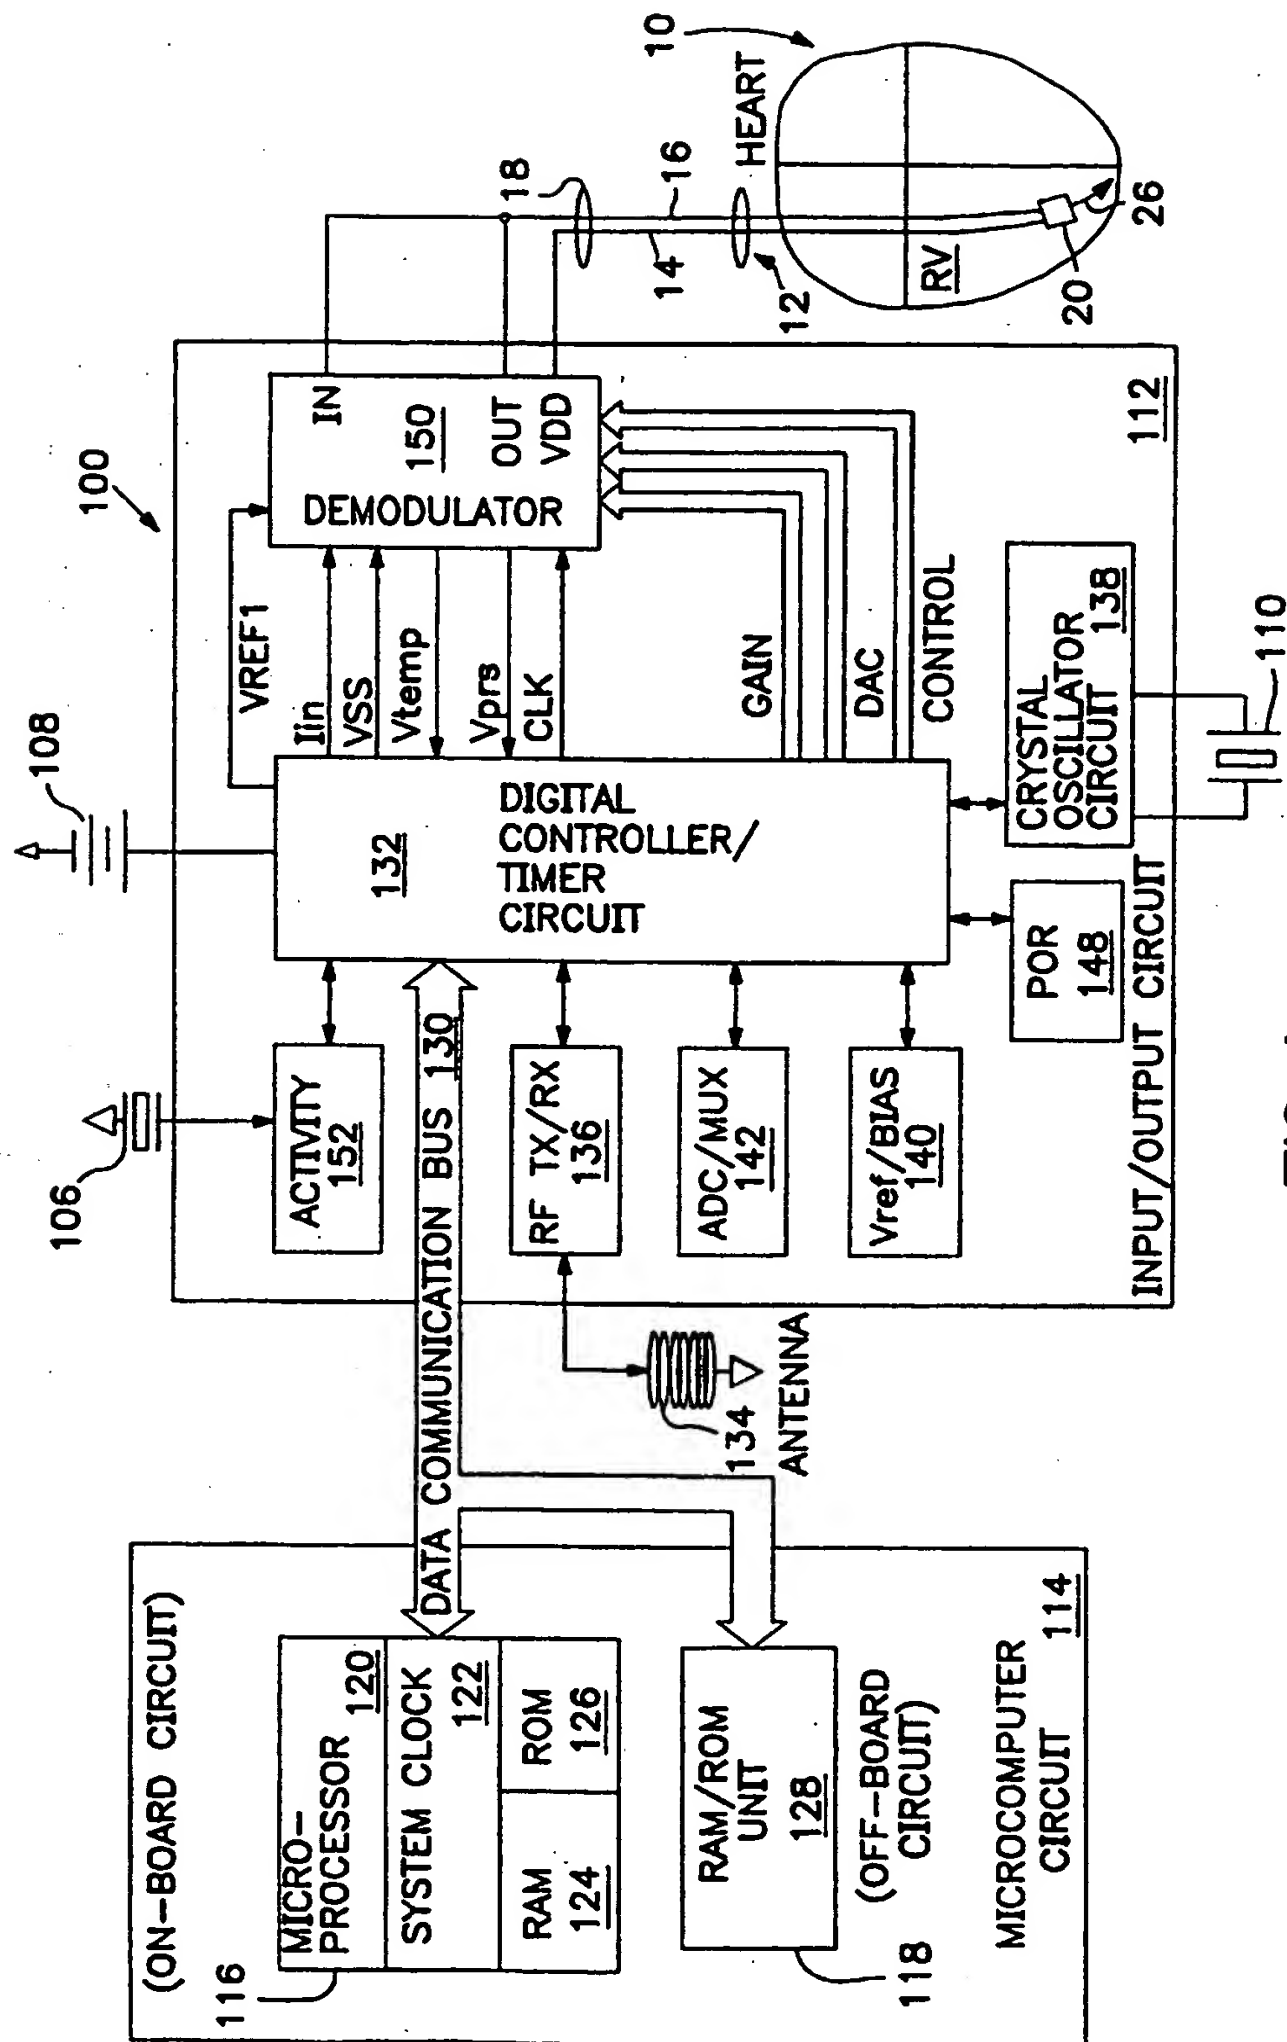 (ON-BOARD CIRCUIT)
116
MICRO-
PROCESSOR
120
SYSTEM CLOCK
122
RAM
124
ROM
126
118
RAM/ROM
UNIT
128
(OFF-BOARD
CIRCUIT)
MICROCOMPUTER
CIRCUIT
114
DATA COMMUNICATION BUS 130
134
ANTENNA
106
108
100
ACTIVITY
152
RF TX/RX
136
ADC/MUX
142
Vref/BIAS
140
POR
148
132
DIGITAL
CONTROLLER/
TIMER
CIRCUIT
CRYSTAL
OSCILLATOR
CIRCUIT 138
110
INPUT/OUTPUT CIRCUIT
112
VREF1
Iin
VSS
Vtemp
Vprs
CLK
GAIN
DAC
CONTROL
DEMODULATOR
150
IN
OUT
VDD
18
14
16
12
HEART
10
RV
20
26